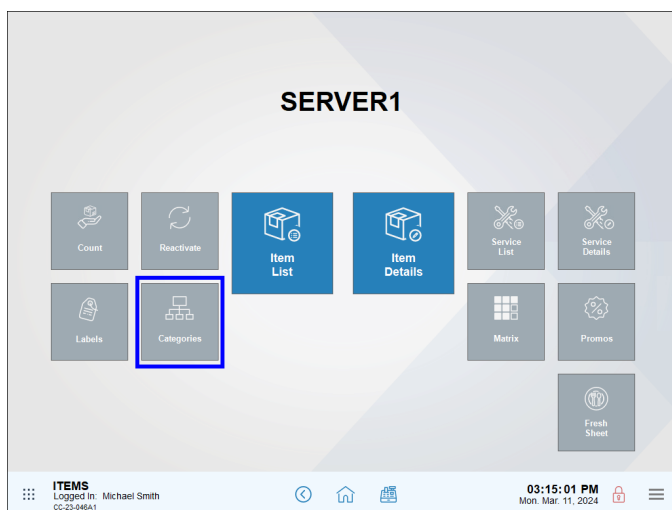 SERVER1
Count
Reactivate
Item
List
Item
Details
Service
List
Service
Details
Labels
Categories
Matrix
Promos
Fresh
Sheet
ITEMS
Logged In: Michael Smith
CC-23-046A1
03:15:01 PM
Mon. Mar. 11, 2024